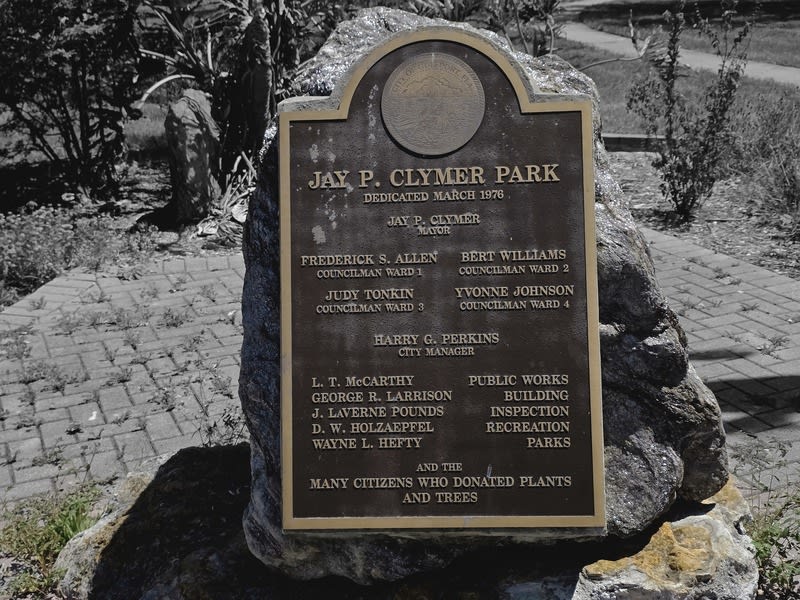 JAY P. CLYMER PARK
DEDICATED MARCH 1976
JAY P. CLYMER
MAYOR
FREDERICK S. ALLEN BERT WILLIAMS
COUNCILMAN WARD 1 COUNCILMAN WARD 2
JUDY TONKIN YVONNE JOHNSON
COUNCILMAN WARD 3 COUNCILMAN WARD 4
HARRY G. PERKINS
CITY MANAGER
L. T. McCARTHY PUBLIC WORKS
GEORGE R. LARRISON BUILDING
J. LAVERNE POUNDS INSPECTION
D. W. HOLZAEPFEL RECREATION
WAYNE L. HEFTY PARKS
AND THE
MANY CITIZENS WHO DONATED PLANTS
AND TREES